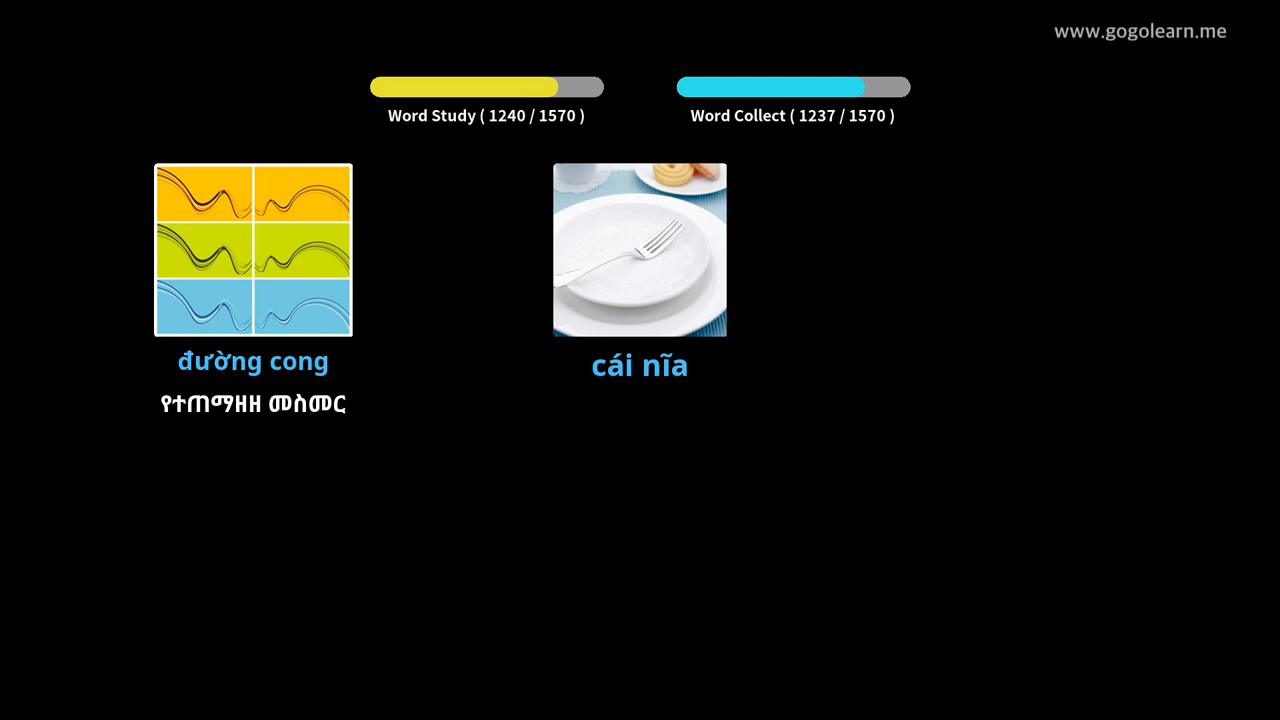 www.gogolearn.me
Word Study ( 1240 / 1570 )
Word Collect ( 1237 / 1570 )
đường cong
የተጠማዘዘ መስመር
cái nĩa